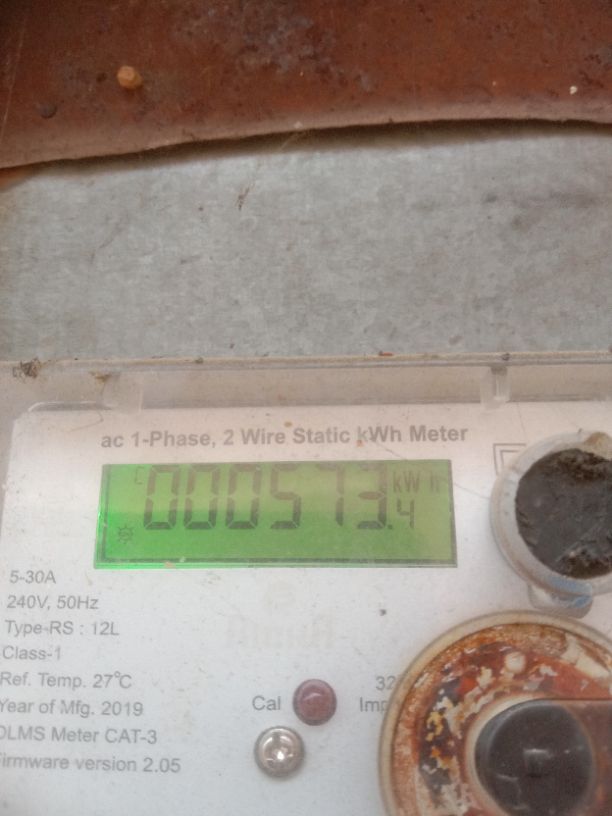 ac 1-Phase, 2 Wire Static kWh Meter
000573.4 kWh
5-30A
240V, 50Hz
Type-RS : 12L
Class-1
Ref. Temp. 27°C
Year of Mfg. 2019
DLMS Meter CAT-3
Firmware version 2.05
Cal